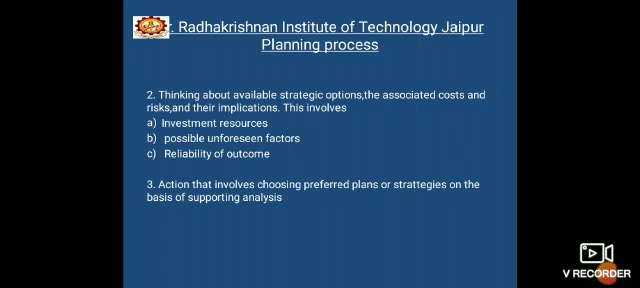 r. Radhakrishnan Institute of Technology Jaipur
Planning process
2. Thinking about available strategic options,the associated costs and
risks,and their implications. This involves
a) Investment resources
b) possible unforeseen factors
c) Reliability of outcome
3. Action that involves choosing preferred plans or strattegies on the
basis of supporting analysis
V RECORDER